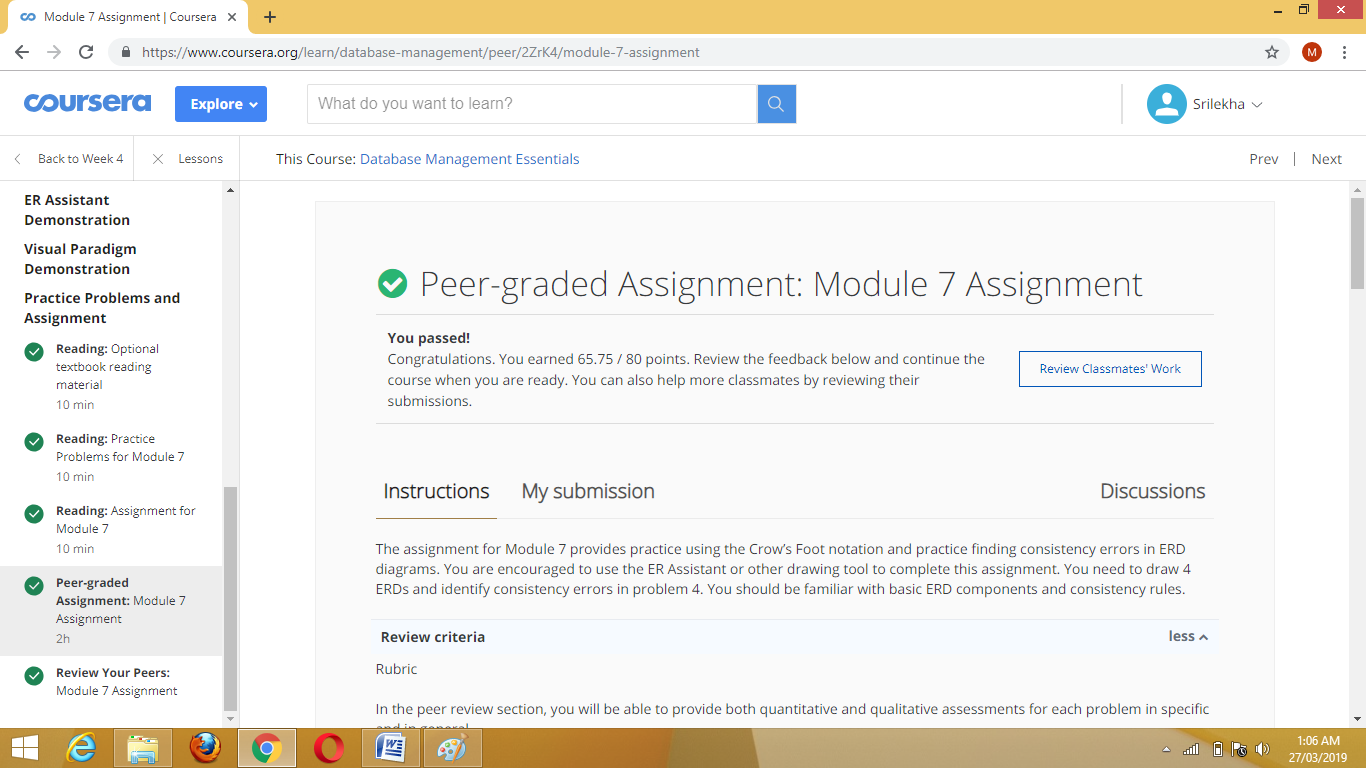 Module 7 Assignment | Coursera
https://www.coursera.org/learn/database-management/peer/2ZrK4/module-7-assignment
M
coursera
Explore
What do you want to learn?
Srilekha
Back to Week 4
Lessons
This Course: Database Management Essentials
Prev | Next
ER Assistant
Demonstration
Visual Paradigm
Demonstration
Practice Problems and
Assignment
Reading: Optional
textbook reading
material
10 min
Reading: Practice
Problems for Module 7
10 min
Reading: Assignment for
Module 7
10 min
Peer-graded
Assignment: Module 7
Assignment
2h
Review Your Peers:
Module 7 Assignment
Peer-graded Assignment: Module 7 Assignment
You passed!
Congratulations. You earned 65.75 / 80 points. Review the feedback below and continue the
course when you are ready. You can also help more classmates by reviewing their
submissions.
Review Classmates' Work
Instructions
My submission
Discussions
The assignment for Module 7 provides practice using the Crow’s Foot notation and practice finding consistency errors in ERD
diagrams. You are encouraged to use the ER Assistant or other drawing tool to complete this assignment. You need to draw 4
ERDs and identify consistency errors in problem 4. You should be familiar with basic ERD components and consistency rules.
Review criteria
less
Rubric
In the peer review section, you will be able to provide both quantitative and qualitative assessments for each problem in specific
and in general.
1:06 AM
27/03/2019